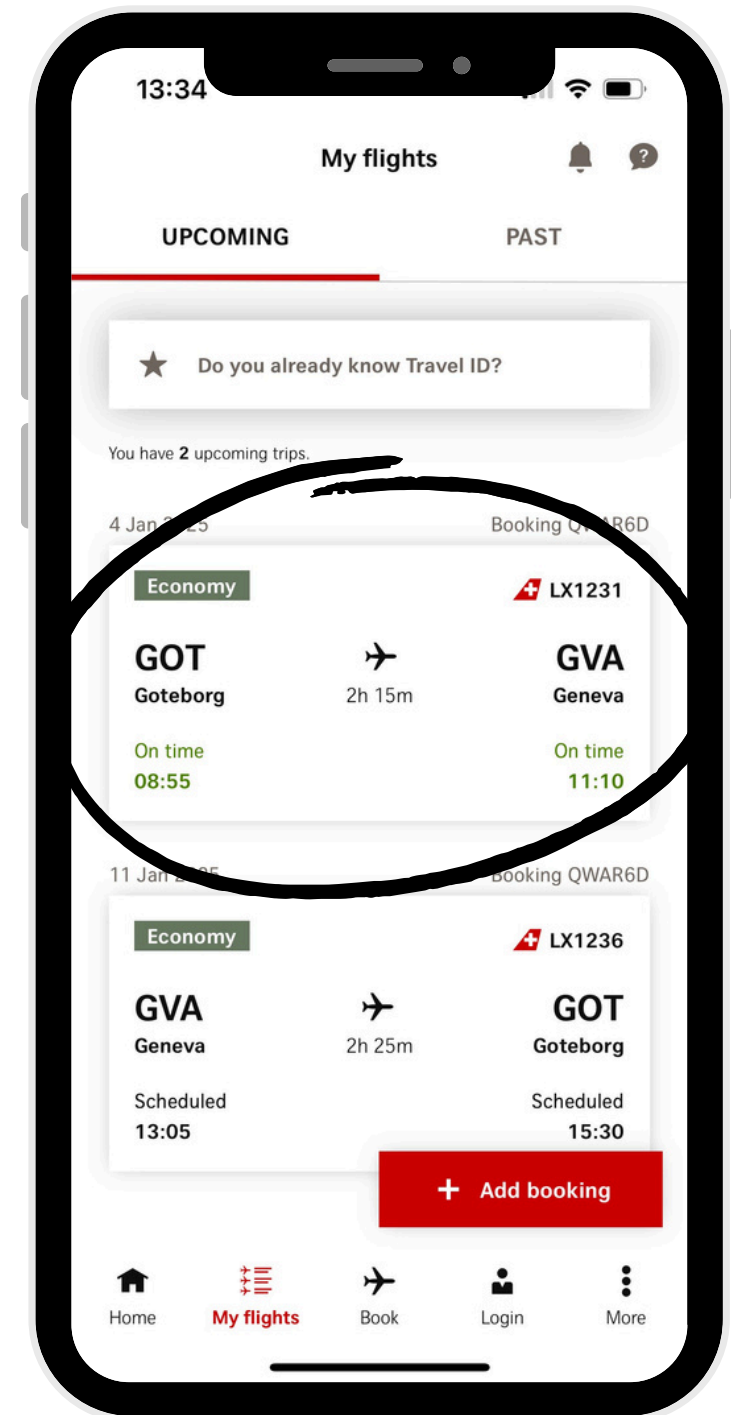 13:34
My flights
?
UPCOMING PAST
Do you already know Travel ID?
You have 2 upcoming trips.
4 Jan Booking
Economy LX1231
GOT GVA
Goteborg 2h 15m Geneva
On time On time
08:55 11:10
11 Jan Booking QWAR6D
Economy LX1236
GVA GOT
Geneva 2h 25m Goteborg
Scheduled Scheduled
13:05 15:30
+ Add booking
Home My flights Book Login More